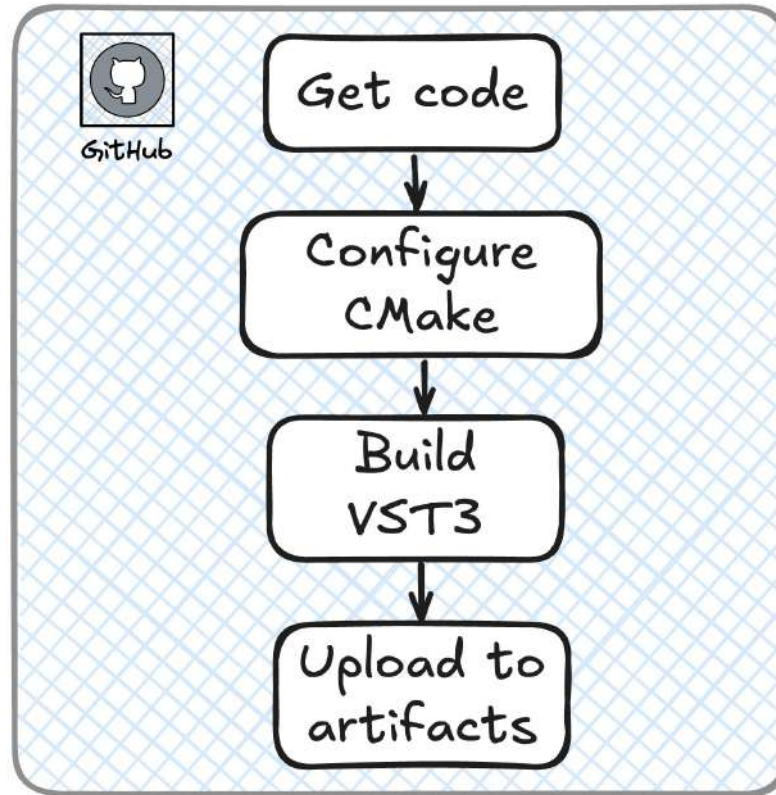 GitHub
Get code
Configure
CMake
Build
VST3
Upload to
artifacts